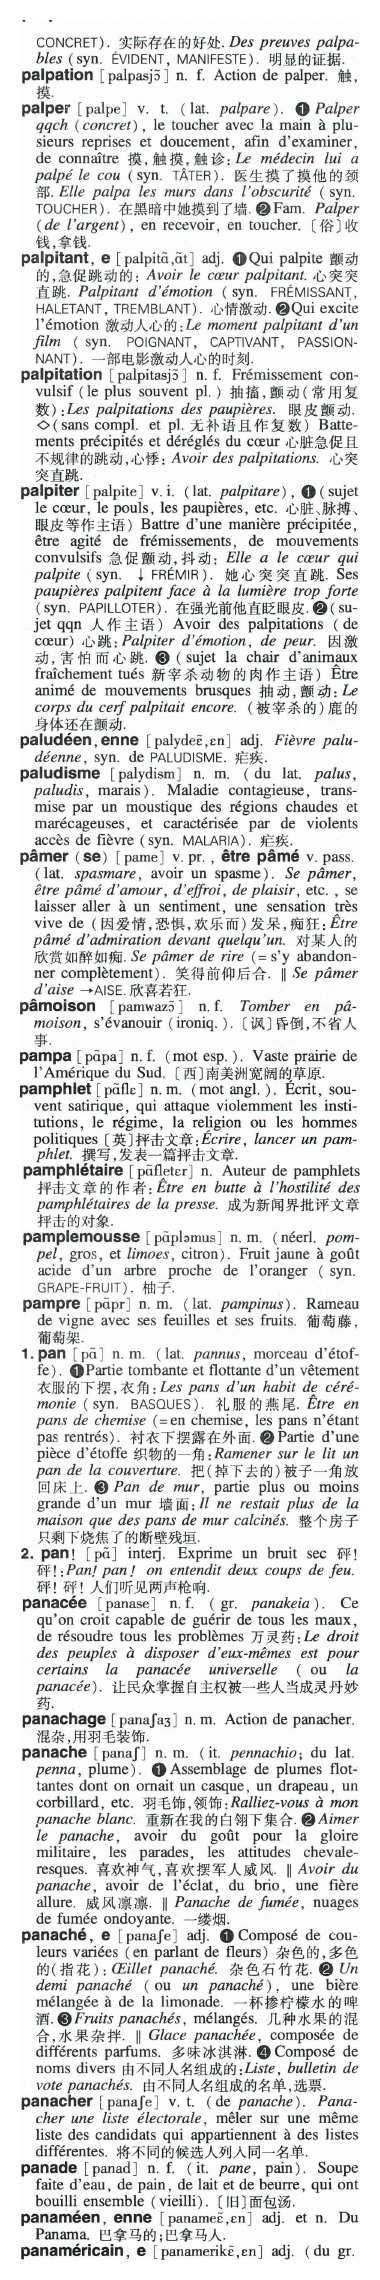 CONCRET). 实际存在的好处. Des preuves palpa-
bles (syn. ÉVIDENT, MANIFESTE). 明显的证据.
palpation [palpasjɔ̃] n. f. Action de palper. 触,
摸.
palper [palpe] v. t. (lat. palpare). ❶ Palper
qqch (concret), le toucher avec la main à plu-
sieurs reprises et doucement, afin d'examiner,
de connaître 摸,触摸,触诊: Le médecin lui a
palpé le cou (syn. TÂTER). 医生摸了摸他的颈
部. Elle palpa les murs dans l'obscurité (syn.
TOUCHER). 在黑暗中她摸到了墙. ❷ Fam. Palper
(de l'argent), en recevoir, en toucher. [俗]收
钱,拿钱.
palpitant, e [palpitɑ̃,ɑ̃t] adj. ❶ Qui palpite 颤动
的,急促跳动的: Avoir le cœur palpitant. 心突突
直跳. Palpitant d'émotion (syn. FRÉMISSANT,
HALETANT, TREMBLANT). 心情激动. ❷ Qui excite
l'émotion 激动人心的: Le moment palpitant d'un
film (syn. POIGNANT, CAPTIVANT, PASSION-
NANT). 一部电影激动人心的时刻.
palpitation [palpitasjɔ̃] n. f. Frémissement con-
vulsif (le plus souvent pl.) 抽搐,颤动(常用复
数): Les palpitations des paupières. 眼皮颤动.
◇ (sans compl. et pl. 无补语且作复数) Batte-
ments précipités et déréglés du cœur 心脏急促且
不规律的跳动,心悸: Avoir des palpitations. 心突
突直跳.
palpiter [palpite] v. i. (lat. palpitare), ❶ (sujet
le cœur, le pouls, les paupières, etc. 心脏、脉搏、
眼皮等作主语) Battre d'une manière précipitée,
être agité de frémissements, de mouvements
convulsifs 急促颤动,抖动: Elle a le cœur qui
palpite (syn. ↓ FRÉMIR). 她心突突直跳. Ses
paupières palpitent face à la lumière trop forte
(syn. PAPILLOTER). 在强光前他直眨眼皮. ❷ (su-
jet qqn 人作主语) Avoir des palpitations (de
cœur) 心跳: Palpiter d'émotion, de peur. 因激
动,害怕而心跳. ❸ (sujet la chair d'animaux
fraîchement tués 新宰杀动物的肉作主语) Être
animé de mouvements brusques 抽动,颤动: Le
corps du cerf palpitait encore. (被宰杀的)鹿的
身体还在颤动.
paludéen, enne [palydeɛ̃,ɛn] adj. Fièvre palu-
déenne, syn. de PALUDISME. 疟疾.
paludisme [palydism] n. m. (du lat. palus,
paludis, marais). Maladie contagieuse, trans-
mise par un moustique des régions chaudes et
marécageuses, et caractérisée par de violents
accès de fièvre (syn. MALARIA). 疟疾.
pâmer (se) [pame] v. pr., être pâmé v. pass.
(lat. spasmare, avoir un spasme). Se pâmer,
être pâmé d'amour, d'effroi, de plaisir, etc., se
laisser aller à un sentiment, une sensation très
vive de (因爱情,恐惧,欢乐而)发呆,痴狂: Être
pâmé d'admiration devant quelqu'un. 对某人的
欣赏如醉如痴. Se pâmer de rire (= s'y abandon-
ner complètement). 笑得前仰后合. ‖ Se pâmer
d'aise →AISE. 欣喜若狂.
pâmoison [pamwazɔ̃] n. f. Tomber en pâ-
moison, s'évanouir (ironiq.). [讽]昏倒,不省人
事.
pampa [pɑ̃pa] n. f. (mot esp.). Vaste prairie de
l'Amérique du Sud. [西]南美洲宽阔的草原.
pamphlet [pɑ̃flɛ] n. m. (mot angl.). Écrit, sou-
vent satirique, qui attaque violemment les insti-
tutions, le régime, la religion ou les hommes
politiques [英]抨击文章: Écrire, lancer un pam-
phlet. 撰写,发表一篇抨击文章.
pamphlétaire [pɑ̃fletɛr] n. Auteur de pamphlets
抨击文章的作者: Être en butte à l'hostilité des
pamphlétaires de la presse. 成为新闻界批评文章
抨击的对象.
pamplemousse [pɑ̃pləmus] n. m. (néerl. pom-
pel, gros, et limoes, citron). Fruit jaune à goût
acide d'un arbre proche de l'oranger (syn.
GRAPE-FRUIT). 柚子.
pampre [pɑ̃pr] n. m. (lat. pampinus). Rameau
de vigne avec ses feuilles et ses fruits. 葡萄藤,
葡萄架.
1. pan [pɑ̃] n. m. (lat. pannus, morceau d'étof-
fe). ❶ Partie tombante et flottante d'un vêtement
衣服的下摆,衣角: Les pans d'un habit de céré-
monie (syn. BASQUES). 礼服的燕尾. Être en
pans de chemise (= en chemise, les pans n'étant
pas rentrés). 衬衣下摆露在外面. ❷ Partie d'une
pièce d'étoffe 织物的一角: Ramener sur le lit un
pan de la couverture. 把(掉下去的)被子一角放
回床上. ❸ Pan de mur, partie plus ou moins
grande d'un mur 墙面: Il ne restait plus de la
maison que des pans de mur calcinés. 整个房子
只剩下烧焦了的断壁残垣.
2. pan! [pɑ̃] interj. Exprime un bruit sec 砰!
砰!: Pan! pan! on entendit deux coups de feu.
砰! 砰! 人们听见两声枪响.
panacée [panase] n. f. (gr. panakeia). Ce
qu'on croit capable de guérir de tous les maux,
de résoudre tous les problèmes 万灵药: Le droit
des peuples à disposer d'eux-mêmes est pour
certains la panacée universelle (ou la
panacée). 让民众掌握自主权被一些人当成灵丹妙
药.
panachage [panaʃaʒ] n. m. Action de panacher.
混杂,用羽毛装饰.
panache [panaʃ] n. m. (it. pennachio; du lat.
penna, plume). ❶ Assemblage de plumes flot-
tantes dont on ornait un casque, un drapeau, un
corbillard, etc. 羽毛饰,翎饰: Ralliez-vous à mon
panache blanc. 重新在我的白翎下集合. ❷ Aimer
le panache, avoir du goût pour la gloire
militaire, les parades, les attitudes chevale-
resques. 喜欢神气,喜欢摆军人威风. ‖ Avoir du
panache, avoir de l'éclat, du brio, une fière
allure. 威风凛凛. ‖ Panache de fumée, nuages
de fumée ondoyante. 一缕烟.
panaché, e [panaʃe] adj. ❶ Composé de cou-
leurs variées (en parlant de fleurs) 杂色的,多色
的(指花): Œillet panaché. 杂色石竹花. ❷ Un
demi panaché (ou un panaché), une bière
mélangée à de la limonade. 一杯掺柠檬水的啤
酒. ❸ Fruits panachés, mélangés. 几种水果的混
合,水果杂拌. ‖ Glace panachée, composée de
différents parfums. 多味冰淇淋. ❹ Composé de
noms divers 由不同人名组成的: Liste, bulletin de
vote panachés. 由不同人名组成的名单,选票.
panacher [panaʃe] v. t. (de panache). Pana-
cher une liste électorale, mêler sur une même
liste des candidats qui appartiennent à des listes
différentes. 将不同的候选人列入同一名单.
panade [panad] n. f. (it. pane, pain). Soupe
faite d'eau, de pain, de lait et de beurre, qui ont
bouilli ensemble (vieilli). [旧]面包汤.
panaméen, enne [panameɛ̃,ɛn] adj. et n. Du
Panama. 巴拿马的;巴拿马人.
panaméricain, e [panamerikɛ̃,ɛn] adj. (du gr.